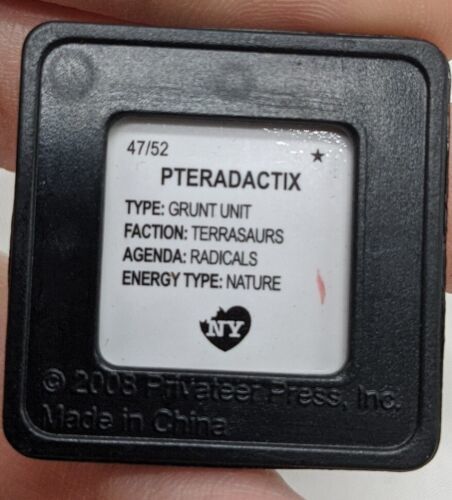 47/52 ★
PTERADACTIX
TYPE: GRUNT UNIT
FACTION: TERRASAURS
AGENDA: RADICALS
ENERGY TYPE: NATURE
NY
© 2008 Privateer Press, Inc.
Made in China